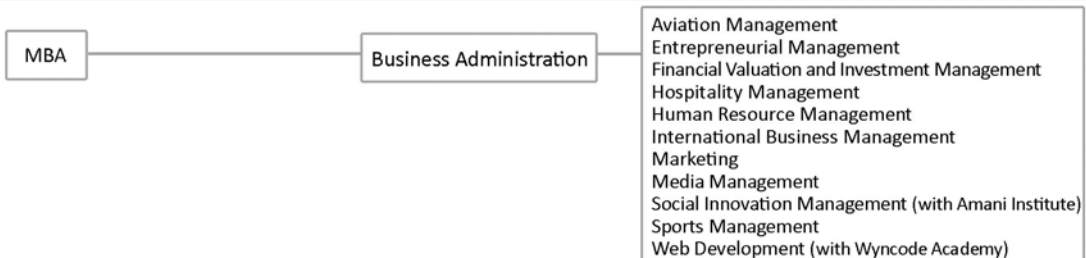 MBA
Business Administration
Aviation Management
Entrepreneurial Management
Financial Valuation and Investment Management
Hospitality Management
Human Resource Management
International Business Management
Marketing
Media Management
Social Innovation Management (with Amani Institute)
Sports Management
Web Development (with Wyncode Academy)